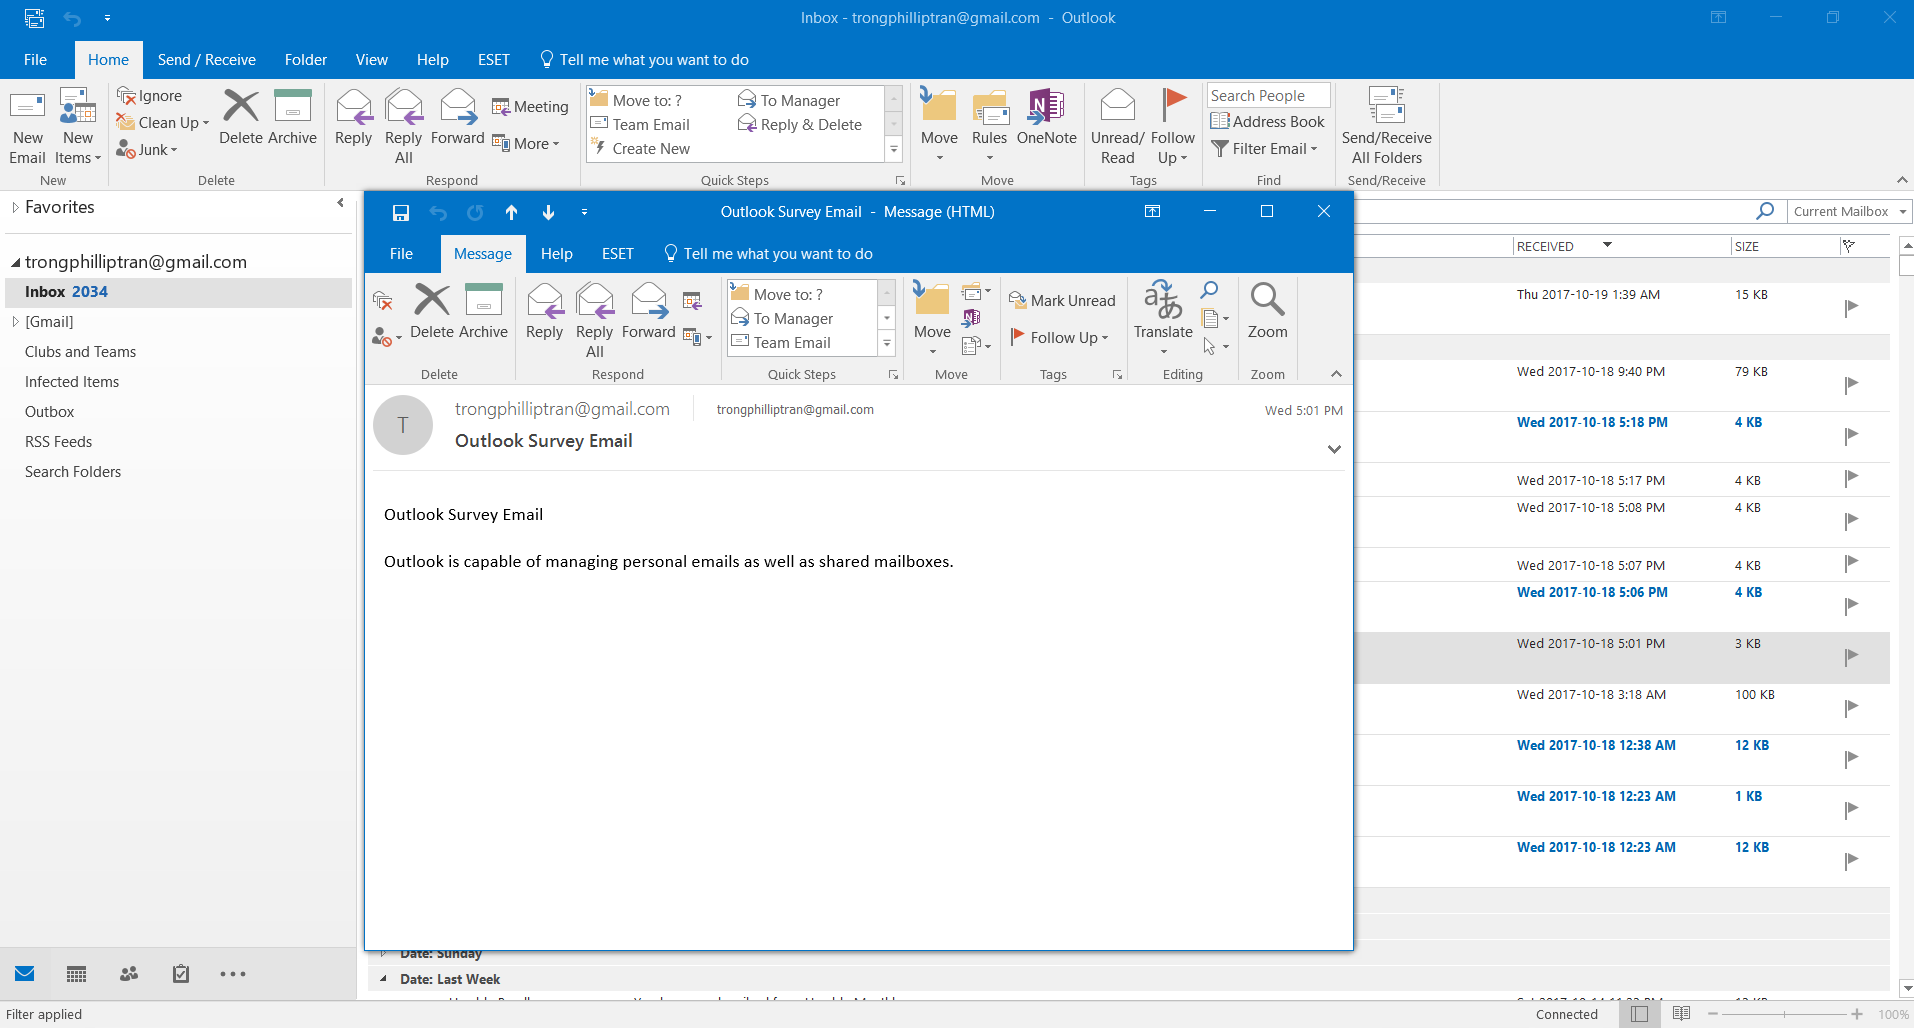 Inbox - trongphilliptran@gmail.com - Outlook
File Home Send / Receive Folder View Help ESET Tell me what you want to do
New Email
New Items
New
Ignore
Clean Up
Junk
Delete
Archive
Delete
Reply
Reply All
Forward
Meeting
More
Respond
Move to: ?
Team Email
Create New
To Manager
Reply & Delete
Quick Steps
Move
Rules
OneNote
Move
Unread/ Read
Follow Up
Tags
Search People
Address Book
Filter Email
Find
Send/Receive All Folders
Send/Receive
Favorites
trongphilliptran@gmail.com
Inbox 2034
[Gmail]
Clubs and Teams
Infected Items
Outbox
RSS Feeds
Search Folders
Outlook Survey Email - Message (HTML)
File Message Help ESET Tell me what you want to do
Delete
Archive
Delete
Reply
Reply All
Forward
Respond
Move to: ?
To Manager
Team Email
Quick Steps
Move
Move
Mark Unread
Follow Up
Tags
Translate
Editing
Zoom
Zoom
T
trongphilliptran@gmail.com
trongphilliptran@gmail.com
Wed 5:01 PM
Outlook Survey Email
Outlook Survey Email
Outlook is capable of managing personal emails as well as shared mailboxes.
Current Mailbox
RECEIVED SIZE
Thu 2017-10-19 1:39 AM 15 KB
Wed 2017-10-18 9:40 PM 79 KB
Wed 2017-10-18 5:18 PM 4 KB
Wed 2017-10-18 5:17 PM 4 KB
Wed 2017-10-18 5:08 PM 4 KB
Wed 2017-10-18 5:07 PM 4 KB
Wed 2017-10-18 5:06 PM 4 KB
Wed 2017-10-18 5:01 PM 3 KB
Wed 2017-10-18 3:18 AM 100 KB
Wed 2017-10-18 12:38 AM 12 KB
Wed 2017-10-18 12:23 AM 1 KB
Wed 2017-10-18 12:23 AM 12 KB
Date: Sunday
Date: Last Week
Filter applied
Connected
100%